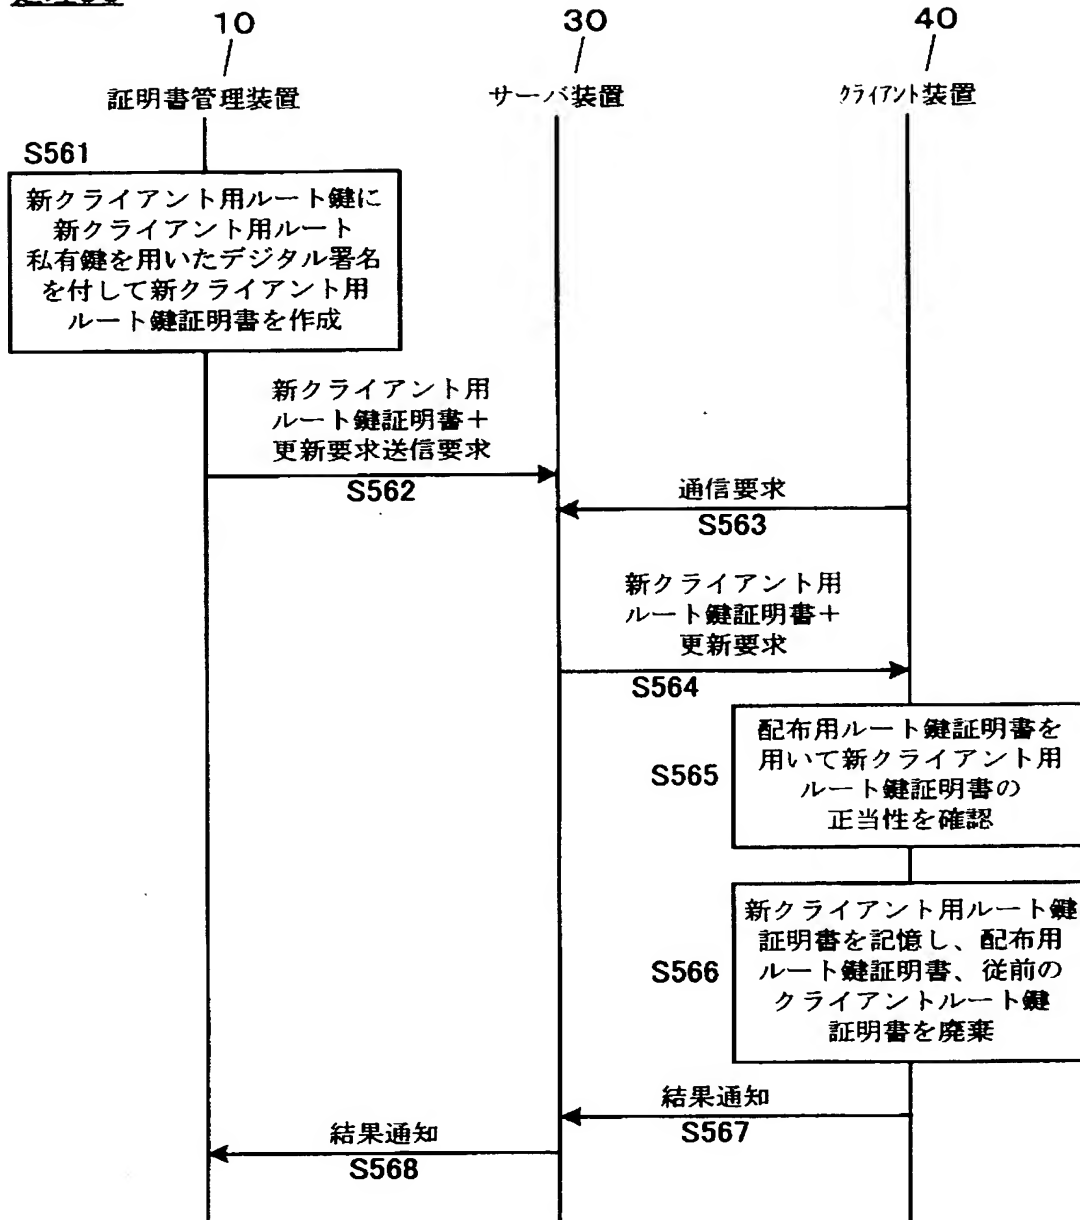 10
30
40
証明書管理装置
サーバ装置
クライアント装置
S561
新クライアント用ルート鍵に
新クライアント用ルート
私有鍵を用いたデジタル署名
を付して新クライアント用
ルート鍵証明書を作成
新クライアント用
ルート鍵証明書＋
更新要求送信要求
S562
通信要求
S563
新クライアント用
ルート鍵証明書＋
更新要求
S564
S565
配布用ルート鍵証明書を
用いて新クライアント用
ルート鍵証明書の
正当性を確認
S566
新クライアント用ルート鍵
証明書を記憶し、配布用
ルート鍵証明書、従前の
クライアントルート鍵
証明書を廃棄
結果通知
S567
結果通知
S568